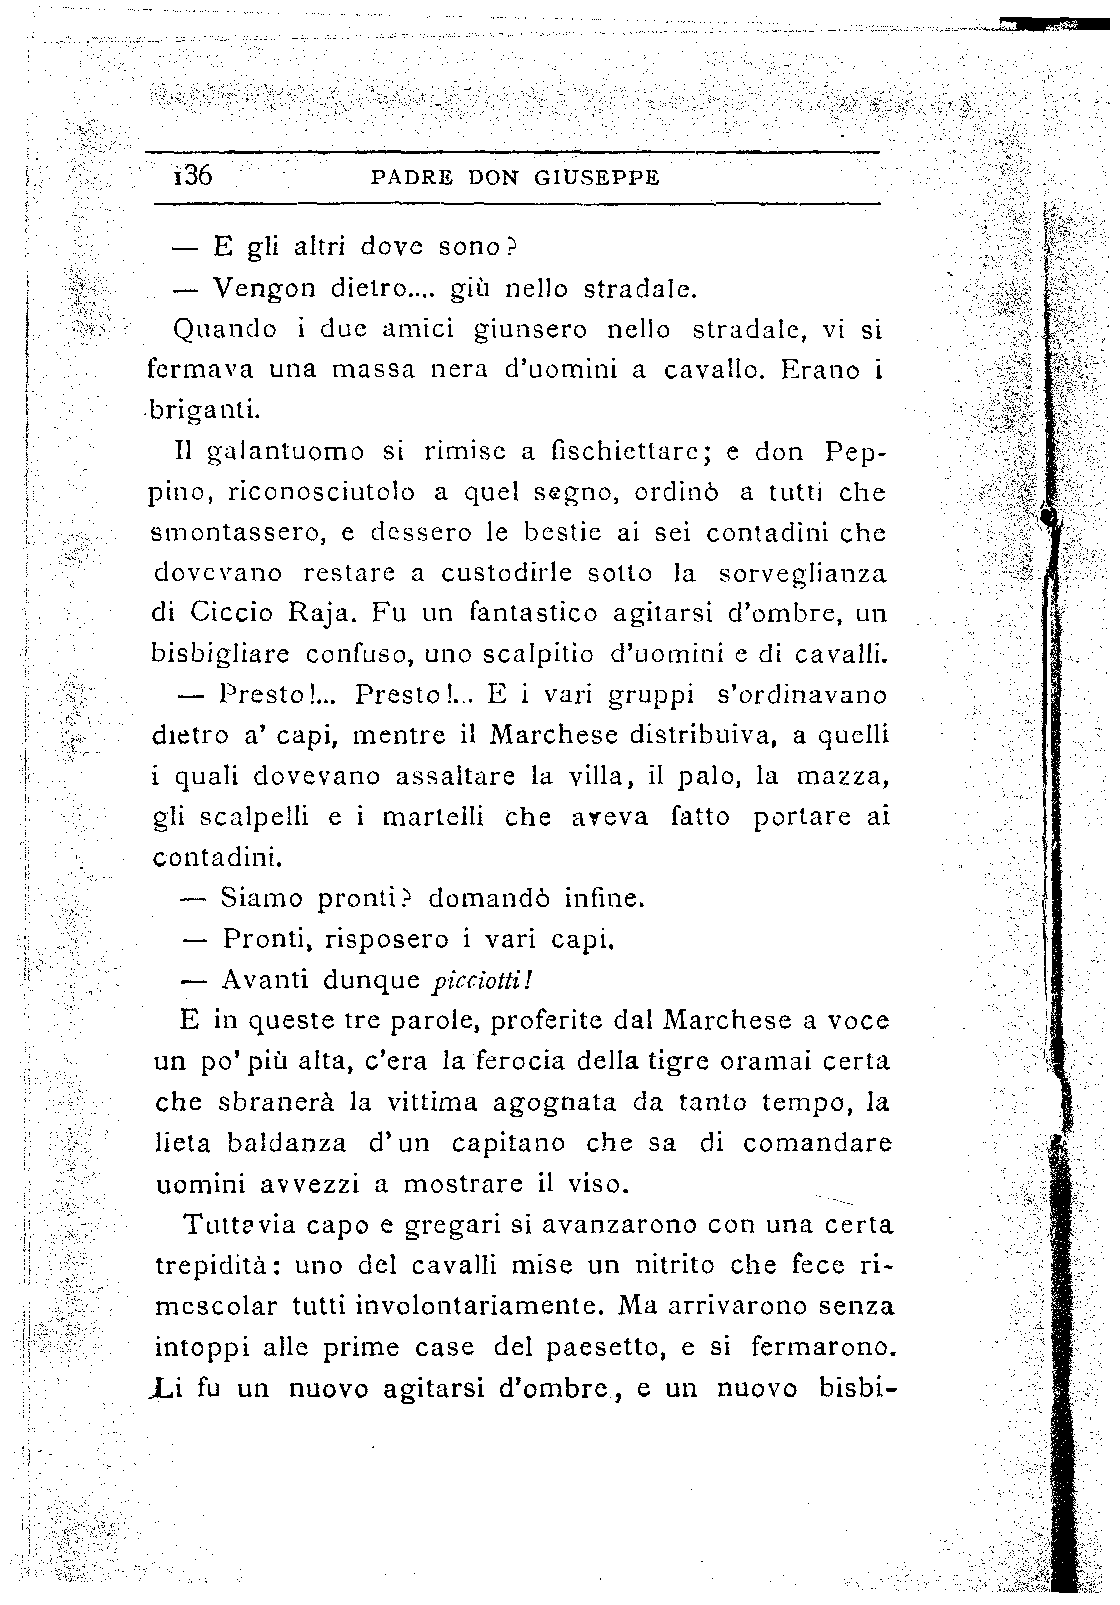 136 PADRE DON GIUSEPPE
— E gli altri dove sono?
— Vengon dietro.... giù nello stradale.
Quando i due amici giunsero nello stradale, vi si
fermava una massa nera d'uomini a cavallo. Erano i
briganti.
Il galantuomo si rimise a fischiettare; e don Pep-
pino, riconosciutolo a quel segno, ordinò a tutti che
smontassero, e dessero le bestie ai sei contadini che
dovevano restare a custodirle sotto la sorveglianza
di Ciccio Raja. Fu un fantastico agitarsi d'ombre, un
bisbigliare confuso, uno scalpitio d'uomini e di cavalli.
— Presto!... Presto!... E i vari gruppi s'ordinavano
dietro a' capi, mentre il Marchese distribuiva, a quelli
i quali dovevano assaltare la villa, il palo, la mazza,
gli scalpelli e i martelli che aveva fatto portare ai
contadini.
— Siamo pronti? domandò infine.
— Pronti, risposero i vari capi.
— Avanti dunque picciotti!
E in queste tre parole, proferite dal Marchese a voce
un po' più alta, c'era la ferocia della tigre oramai certa
che sbranerà la vittima agognata da tanto tempo, la
lieta baldanza d'un capitano che sa di comandare
uomini avvezzi a mostrare il viso.
Tuttavia capo e gregari si avanzarono con una certa
trepidità: uno del cavalli mise un nitrito che fece ri-
mescolar tutti involontariamente. Ma arrivarono senza
intoppi alle prime case del paesetto, e si fermarono.
Li fu un nuovo agitarsi d'ombre, e un nuovo bisbi-